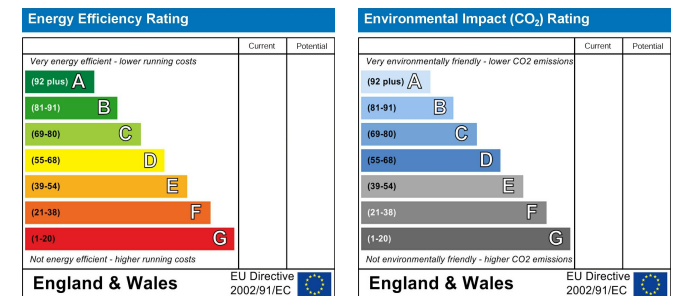 Energy Efficiency Rating
Current Potential
Very energy efficient - lower running costs
(92 plus) A
(81-91) B
(69-80) C
(55-68) D
(39-54) E
(21-38) F
(1-20) G
Not energy efficient - higher running costs
England & Wales
EU Directive
2002/91/EC
Environmental Impact (CO₂) Rating
Current Potential
Very environmentally friendly - lower CO2 emissions
(92 plus) A
(81-91) B
(69-80) C
(55-68) D
(39-54) E
(21-38) F
(1-20) G
Not environmentally friendly - higher CO2 emissions
England & Wales
EU Directive
2002/91/EC